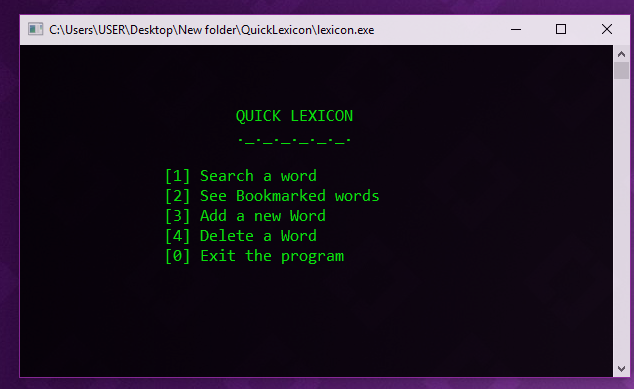 C:\Users\USER\Desktop\New folder\QuickLexicon\lexicon.exe
QUICK LEXICON
._._._._._._.
[1] Search a word
[2] See Bookmarked words
[3] Add a new Word
[4] Delete a Word
[0] Exit the program